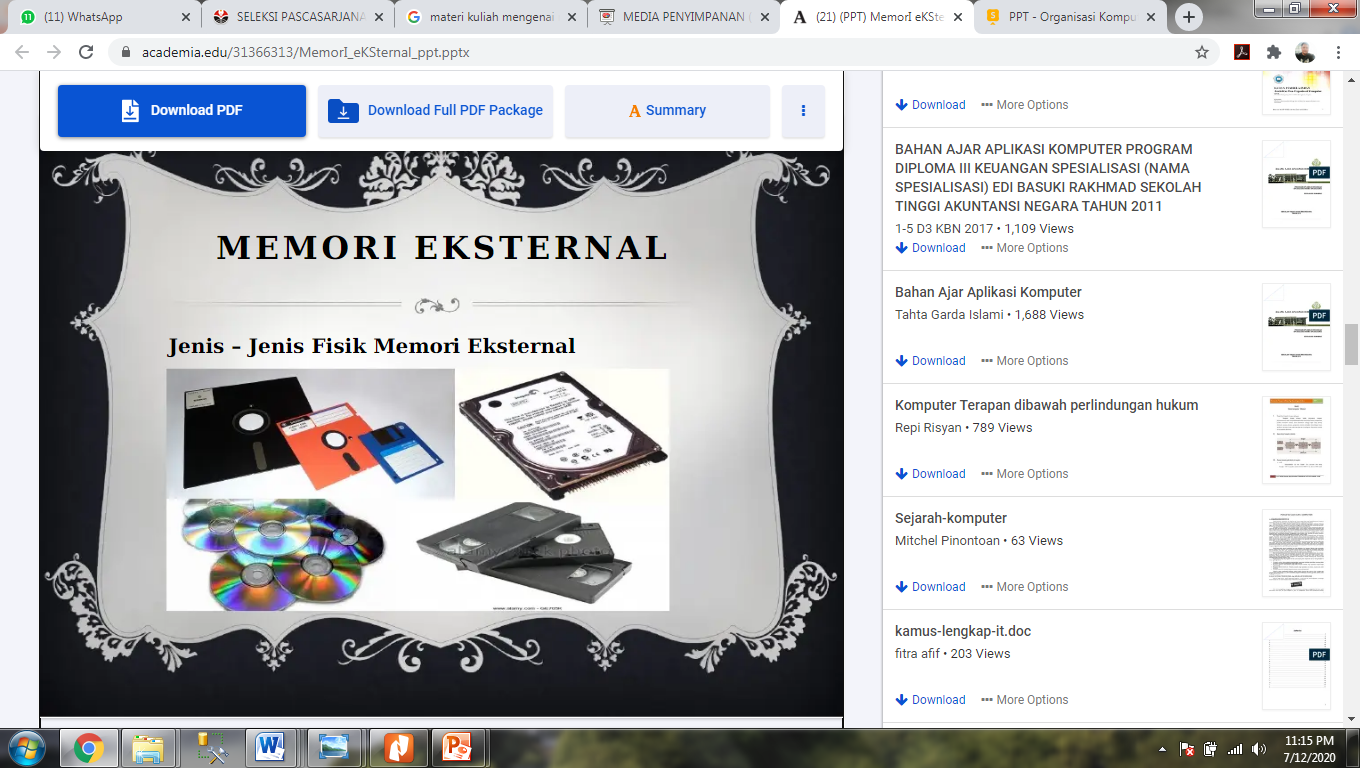 (11) WhatsApp
SELEKSI PASCASARJANA
materi kuliah mengenai
MEDIA PENYIMPANAN (
(21) (PPT) MemorI eKSte
PPT - Organisasi Kompu
academia.edu/31366313/MemorI_eKSternal_ppt.pptx
Download PDF
Download Full PDF Package
Summary
MEMORI EKSTERNAL
Jenis – Jenis Fisik Memori Eksternal
www.alamy.com
Download
More Options
BAHAN AJAR APLIKASI KOMPUTER PROGRAM
DIPLOMA III KEUANGAN SPESIALISASI (NAMA
SPESIALISASI) EDI BASUKI RAKHMAD SEKOLAH
TINGGI AKUNTANSI NEGARA TAHUN 2011
1-5 D3 KBN 2017 • 1,109 Views
Download
More Options
PDF
Bahan Ajar Aplikasi Komputer
Tahta Garda Islami • 1,688 Views
Download
More Options
PDF
Komputer Terapan dibawah perlindungan hukum
Repi Risyan • 789 Views
Download
More Options
Sejarah-komputer
Mitchel Pinontoan • 63 Views
Download
More Options
kamus-lengkap-it.doc
fitra afif • 203 Views
Download
More Options
PDF
11:15 PM
7/12/2020